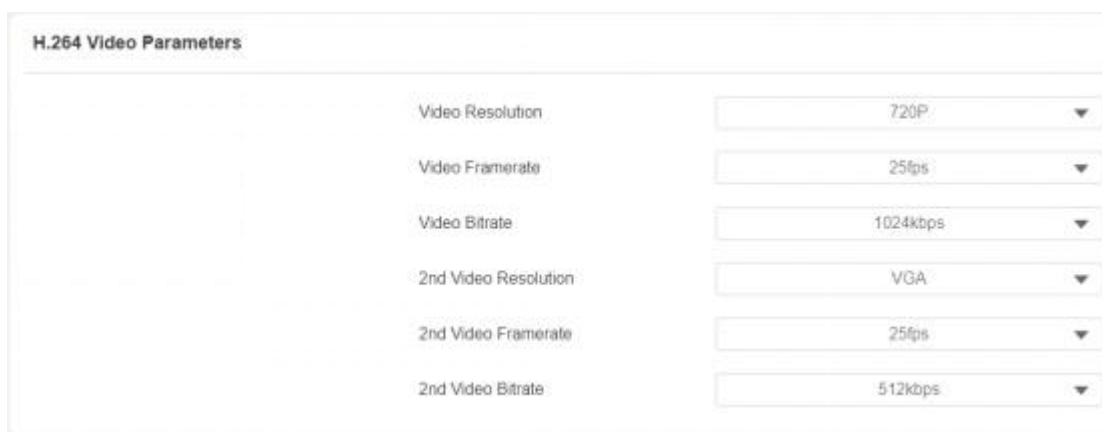 H.264 Video Parameters
Video Resolution 720P
Video Framerate 25fps
Video Bitrate 1024kbps
2nd Video Resolution VGA
2nd Video Framerate 25fps
2nd Video Bitrate 512kbps